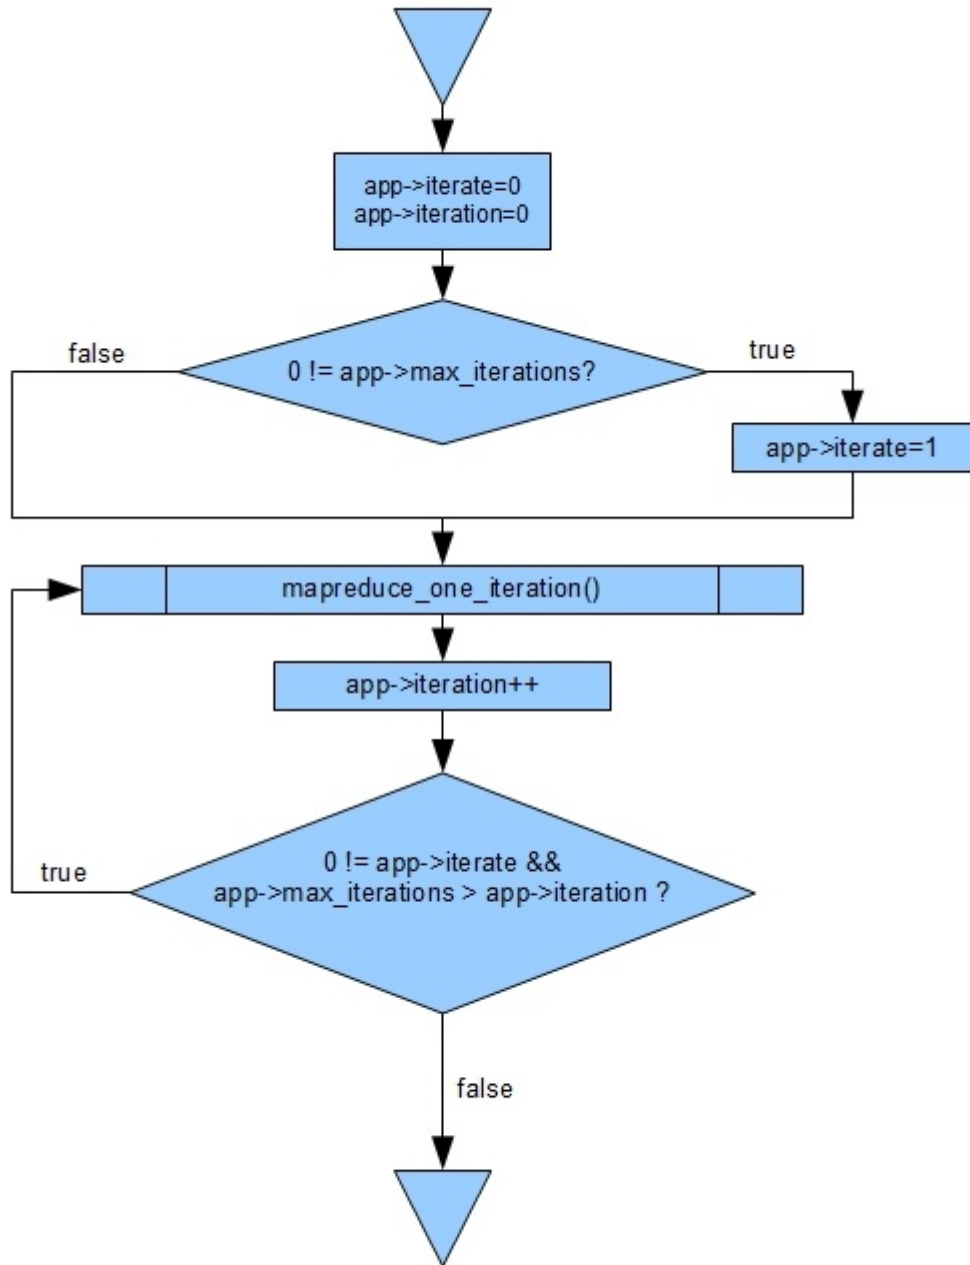 app->iterate=0
app->iteration=0
false
0 != app->max_iterations?
true
app->iterate=1
mapreduce_one_iteration()
app->iteration++
0 != app->iterate &&
app->max_iterations > app->iteration ?
true
false